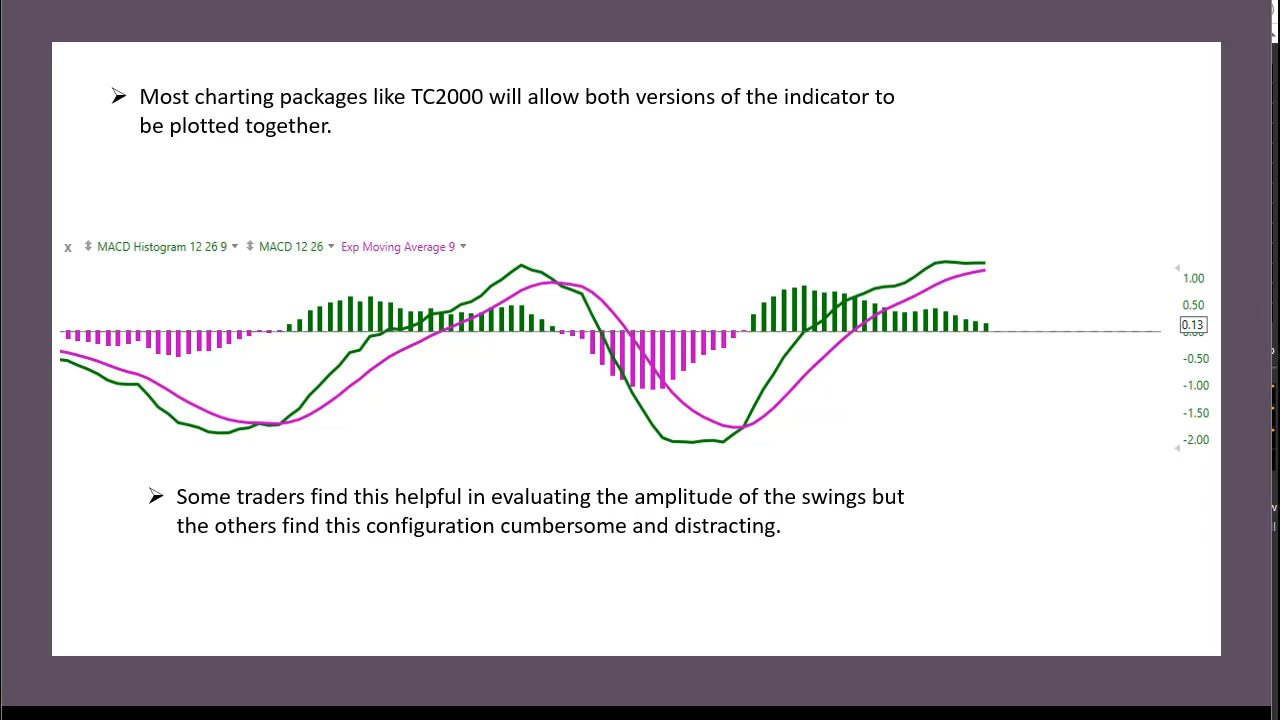 ➢ Most charting packages like TC2000 will allow both versions of the indicator to
be plotted together.
x MACD Histogram 12 26 9 MACD 12 26 Exp Moving Average 9
1.00
0.50
0.13
-0.50
-1.00
-1.50
-2.00
➢ Some traders find this helpful in evaluating the amplitude of the swings but
the others find this configuration cumbersome and distracting.